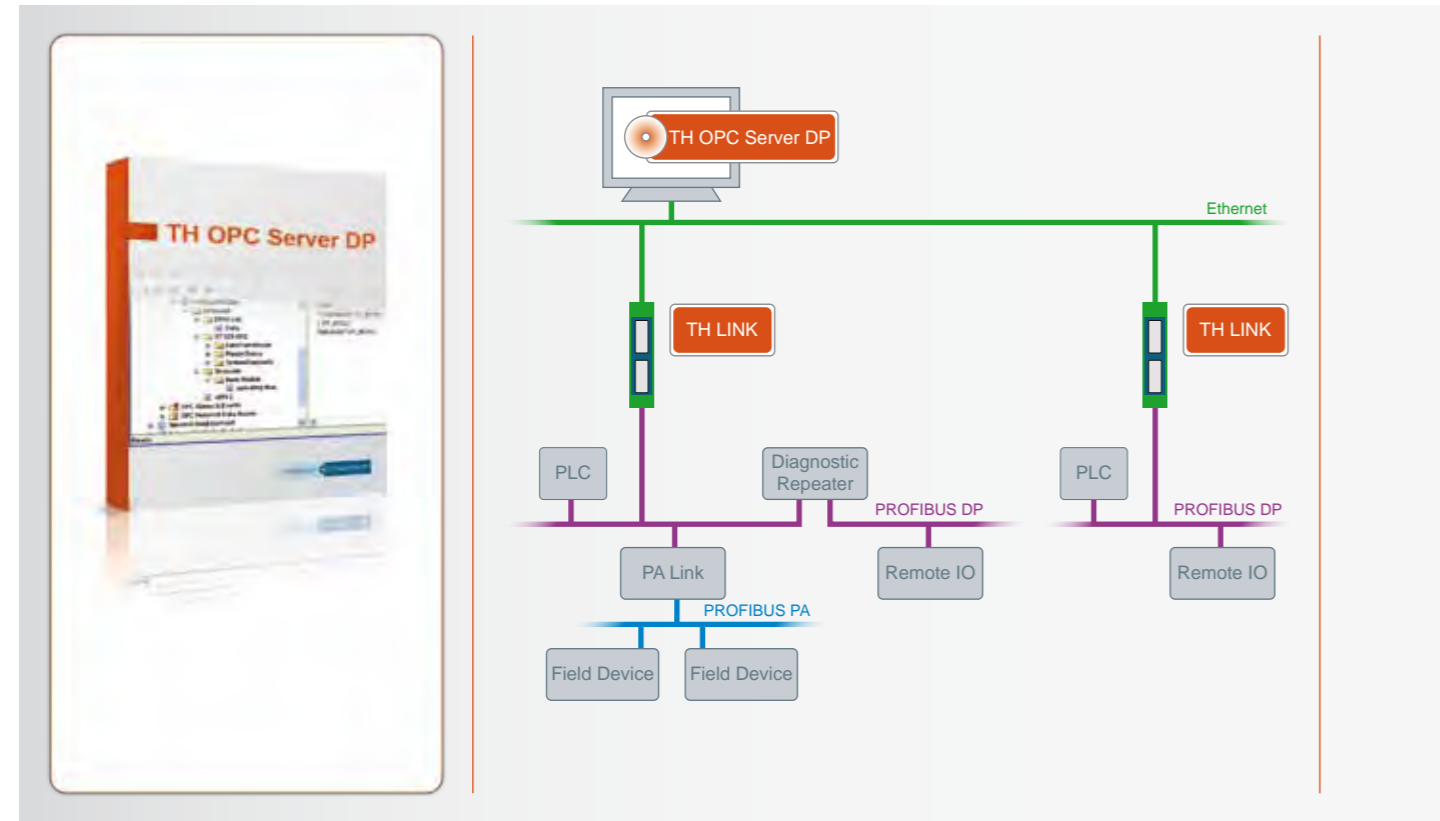 TH OPC Server DP
TH OPC Server DP
Ethernet
TH LINK
TH LINK
PLC
Diagnostic
Repeater
PROFIBUS DP
PLC
PROFIBUS DP
PA Link
Remote IO
Remote IO
PROFIBUS PA
Field Device
Field Device